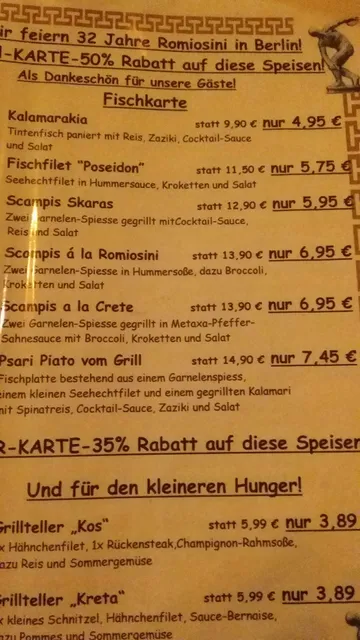 ir feiern 32 Jahre Romiosini in Berlin!
-KARTE-50% Rabatt auf diese Speisen!
Als Dankeschön für unsere Gäste!
Fischkarte
Kalamarakia statt 9,90 € nur 4,95 €
Tintenfisch paniert mit Reis, Zaziki, Cocktail-Sauce
und Salat
Fischfilet "Poseidon" statt 11,50 € nur 5,75 €
Seehechtfilet in Hummersauce, Kroketten und Salat
Scampis Skaras statt 12,90 € nur 5,95 €
Zwei Garnelen-Spiesse gegrillt mitCocktail-Sauce,
Reis und Salat
Scompis á la Romiosini statt 13,90 € nur 6,95 €
Zwei Garnelen-Spiesse in Hummersoße, dazu Broccoli,
Kroketten und Salat
Scampis a la Crete statt 13,90 € nur 6,95 €
Zwei Garnelen-Spiesse gegrillt in Metaxa-Pfeffer-
Sahnesauce mit Broccoli, Kroketten und Salat
Psari Piato vom Grill statt 14,90 € nur 7,45 €
Fischplatte bestehend aus einem Garnelenspiess,
einem kleinen Seehechtfilet und einem gegrillten Kalamari
mit Spinatreis, Cocktail-Sauce, Zaziki und Salat
R-KARTE-35% Rabatt auf diese Speisen
Und für den kleineren Hunger!
Grillteller „Kos" statt 5,99 € nur 3,89
x Hähnchenfilet, 1x Rückensteak,Champignon-Rahmsoße,
dazu Reis und Sommergemüse
Grillteller „Kreta" statt 5,99 € nur 3,89
x kleines Schnitzel, Hähnchenfilet, Sauce-Bernaise,
dazu Pommes und Sommergemüse